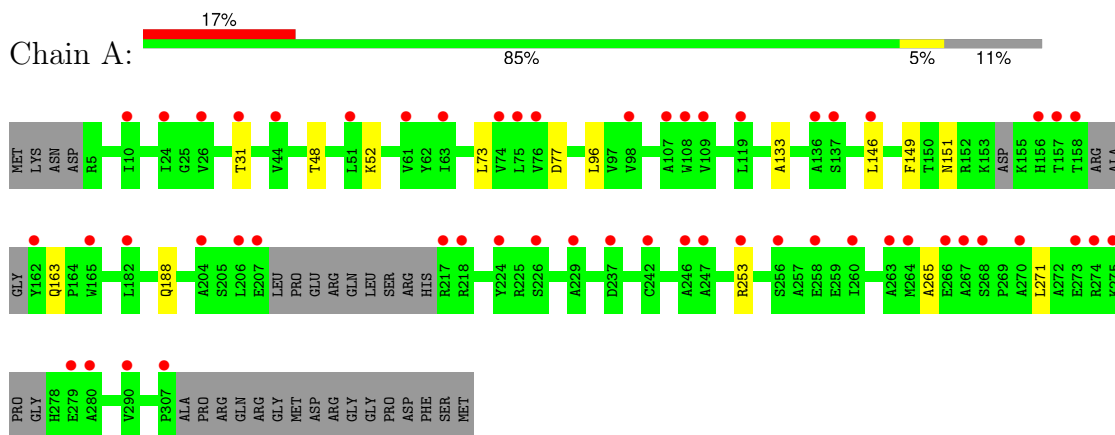 17%
Chain A:
85% 5% 11%
MET LYS ASN ASP R5 I10 I24 G25 V26 T31 V44 T48 L51 K52 V61 Y62 I63 L73 V74 L75 V76 D77 L96 V97 V98 A107 W108 V109 L119 A133 A136 S137 L146 F149 T150 N151 R152 K153 ASP K155 H156 T157 T158 ARG ALA
GLY Y162 Q163 P164 W165 L182 Q188 A204 S205 L206 E207 LEU PRO GLU ARG GLN LEU SER ARG HIS R217 R218 Y224 R225 S226 A229 D237 C242 A246 A247 R253 S256 A257 E258 E259 I260 A263 M264 A265 E266 A267 S268 P269 A270 L271 A272 E273 R274 K275
PRO GLY H278 E279 A280 V290 P307 ALA PRO ARG GLN ARG GLY MET ASP ARG GLY GLY PRO ASP PHE SER MET